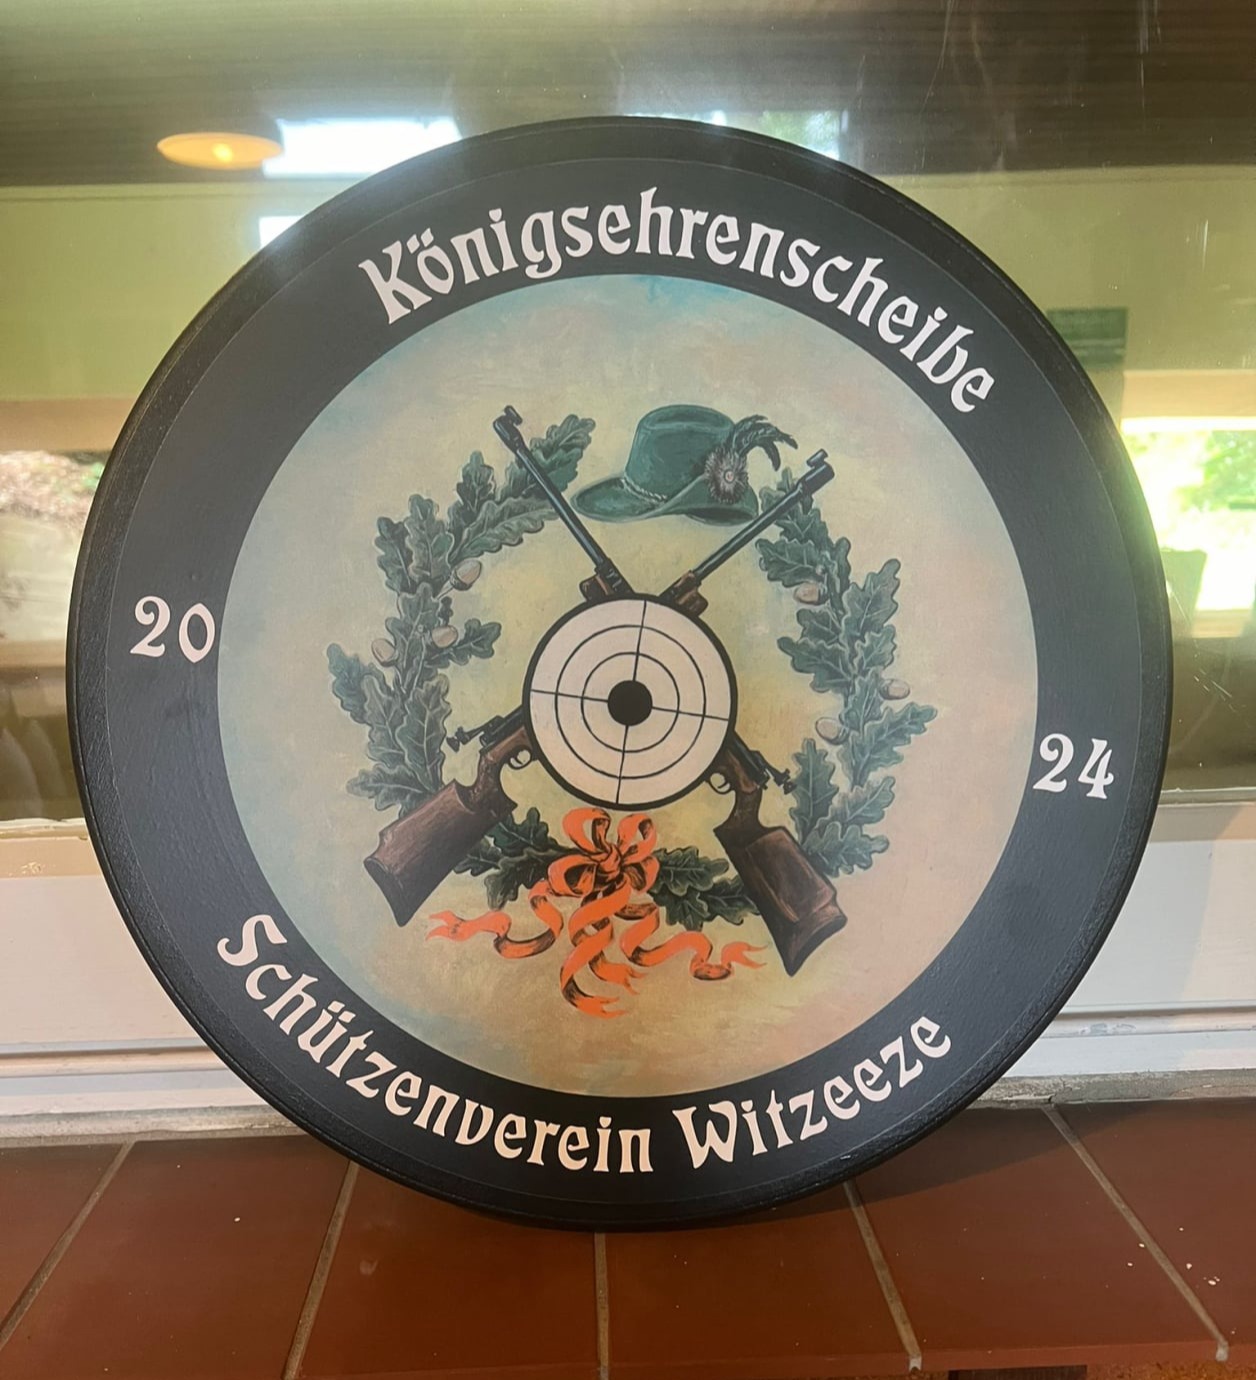 Königsehrenscheibe
20 24
Schützenverein Witzeeze